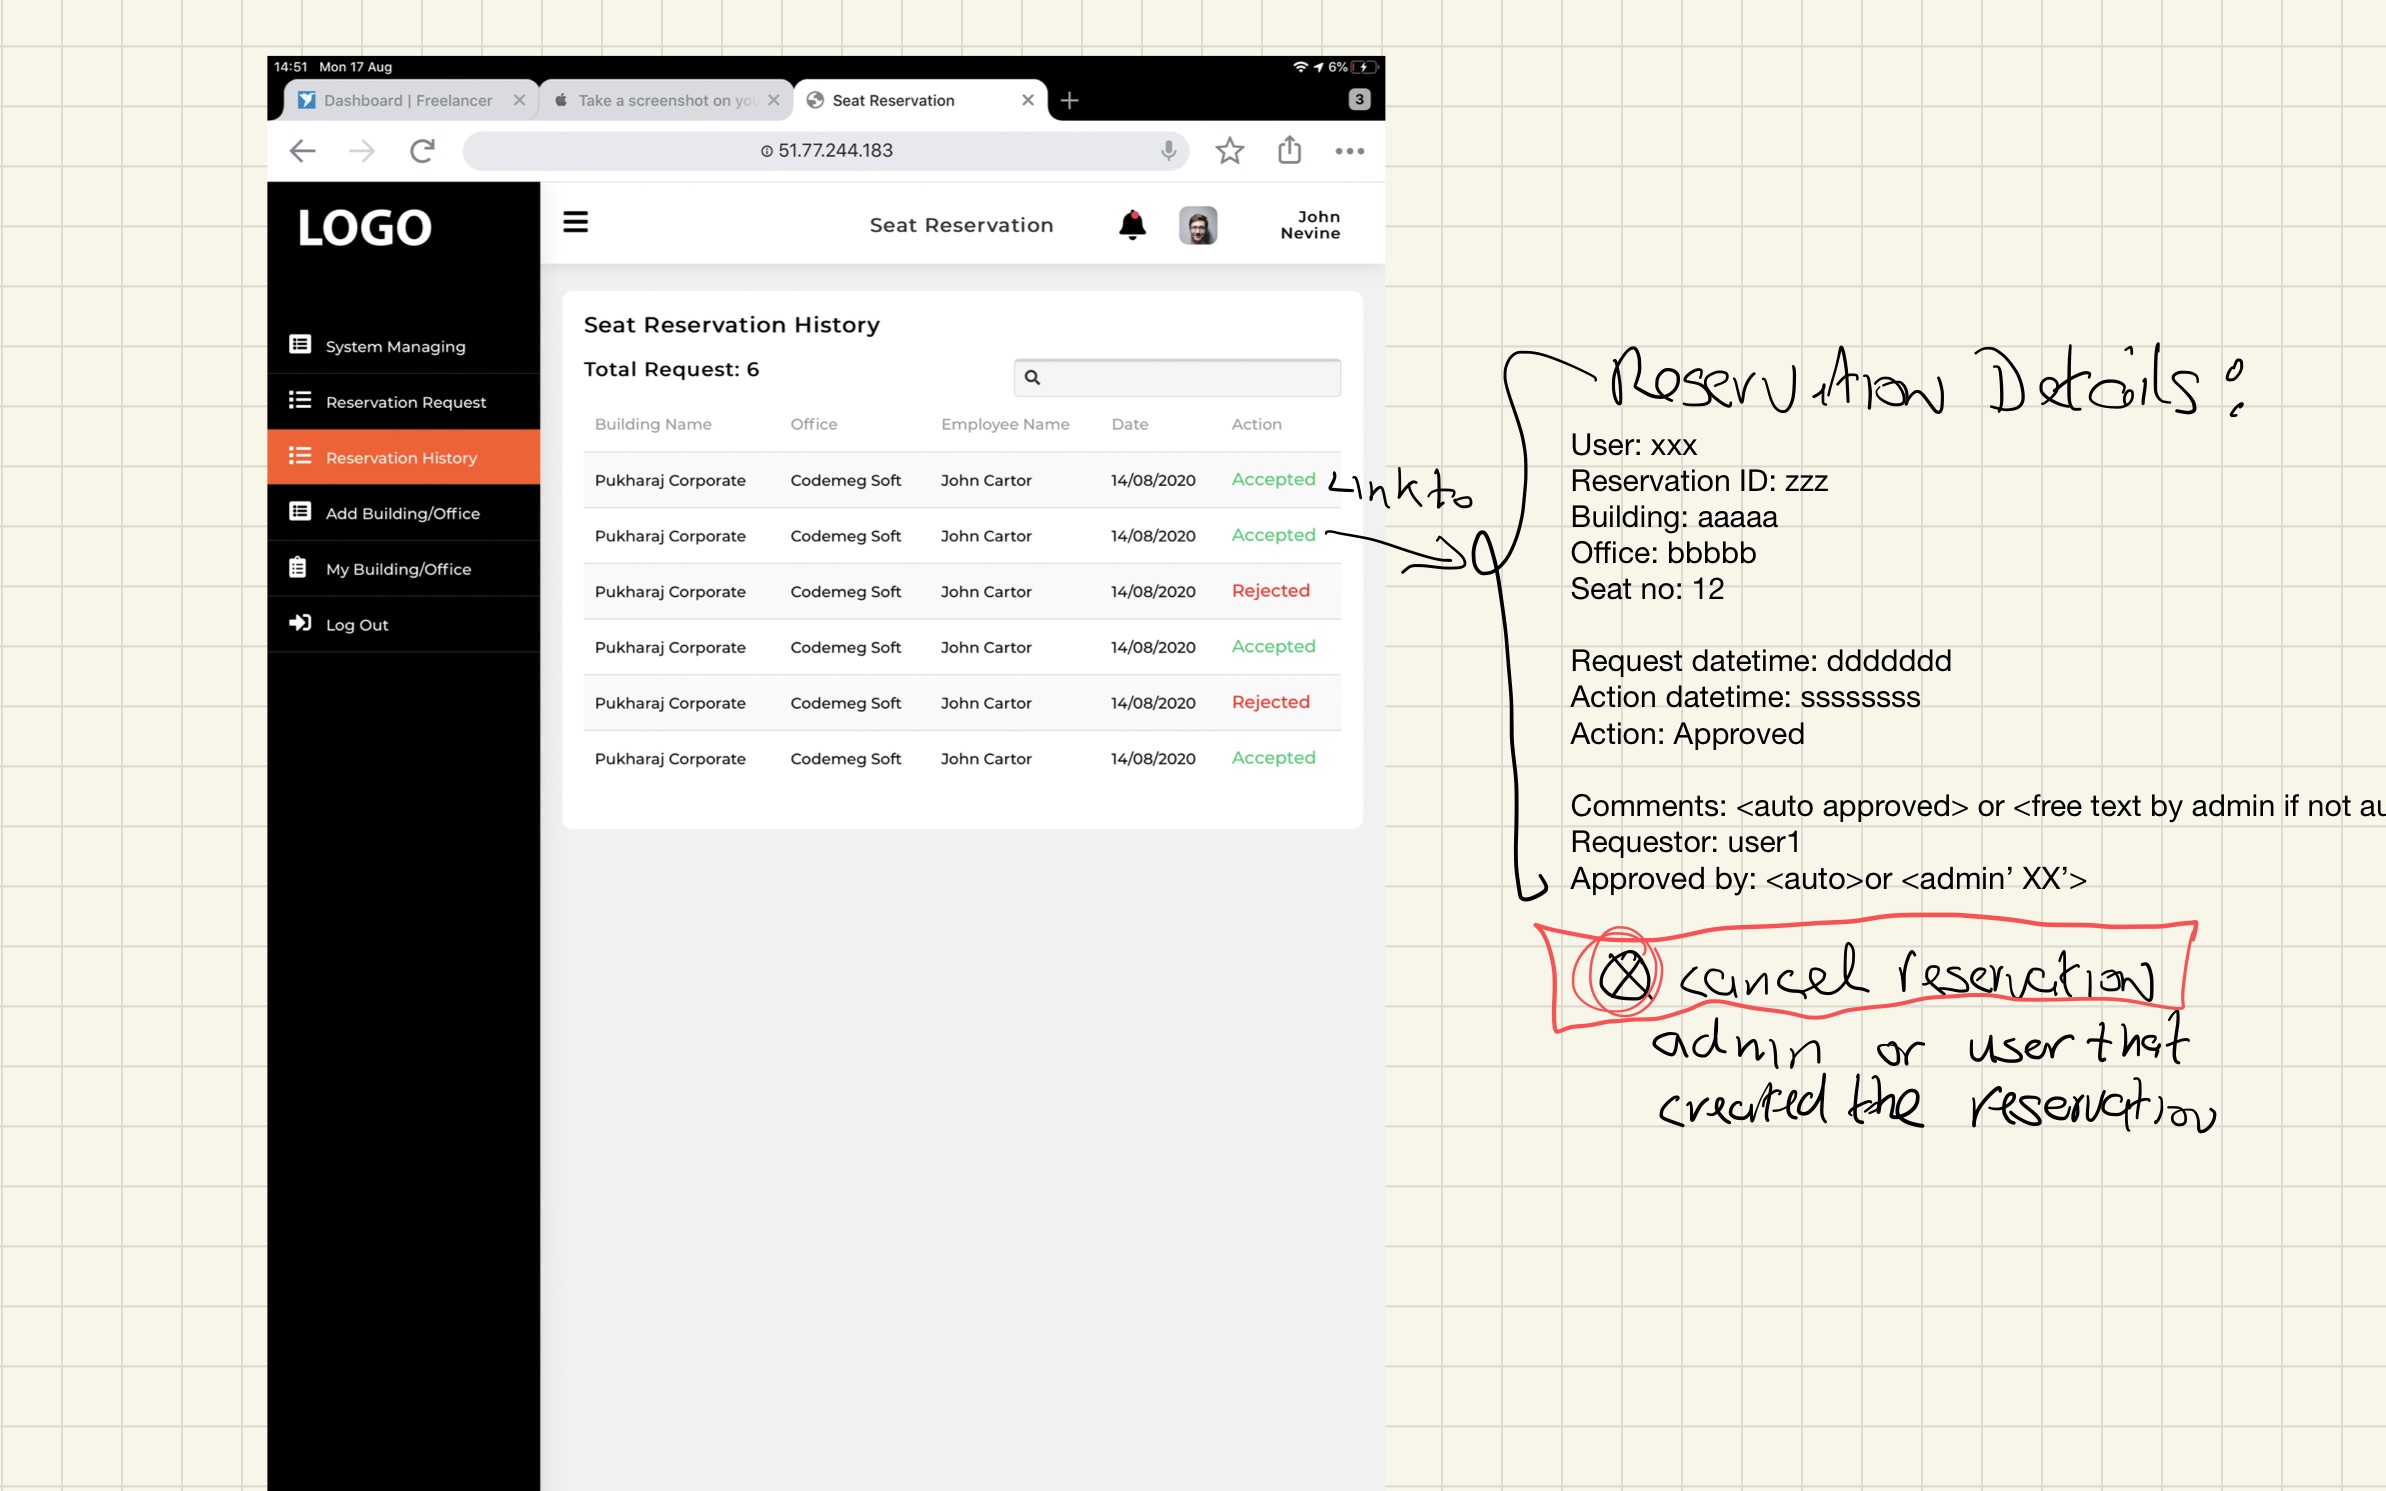 14:51 Mon 17 Aug
6%
Dashboard | Freelancer
Take a screenshot on you
Seat Reservation
3
51.77.244.183
LOGO
Seat Reservation
John
Nevine
System Managing
Reservation Request
Reservation History
Add Building/Office
My Building/Office
Log Out
Seat Reservation History
Total Request: 6
Building Name Office Employee Name Date Action
Pukharaj Corporate Codemeg Soft John Cartor 14/08/2020 Accepted
Pukharaj Corporate Codemeg Soft John Cartor 14/08/2020 Accepted
Pukharaj Corporate Codemeg Soft John Cartor 14/08/2020 Rejected
Pukharaj Corporate Codemeg Soft John Cartor 14/08/2020 Accepted
Pukharaj Corporate Codemeg Soft John Cartor 14/08/2020 Rejected
Pukharaj Corporate Codemeg Soft John Cartor 14/08/2020 Accepted
Link to
Reservation Details:
User: xxx
Reservation ID: zzz
Building: aaaaa
Office: bbbbb
Seat no: 12
Request datetime: ddddddd
Action datetime: ssssssss
Action: Approved
Comments: <auto approved> or <free text by admin if not au
Requestor: user1
Approved by: <auto>or <admin’ XX’>
cancel reservation
admin or user that
created the reservation